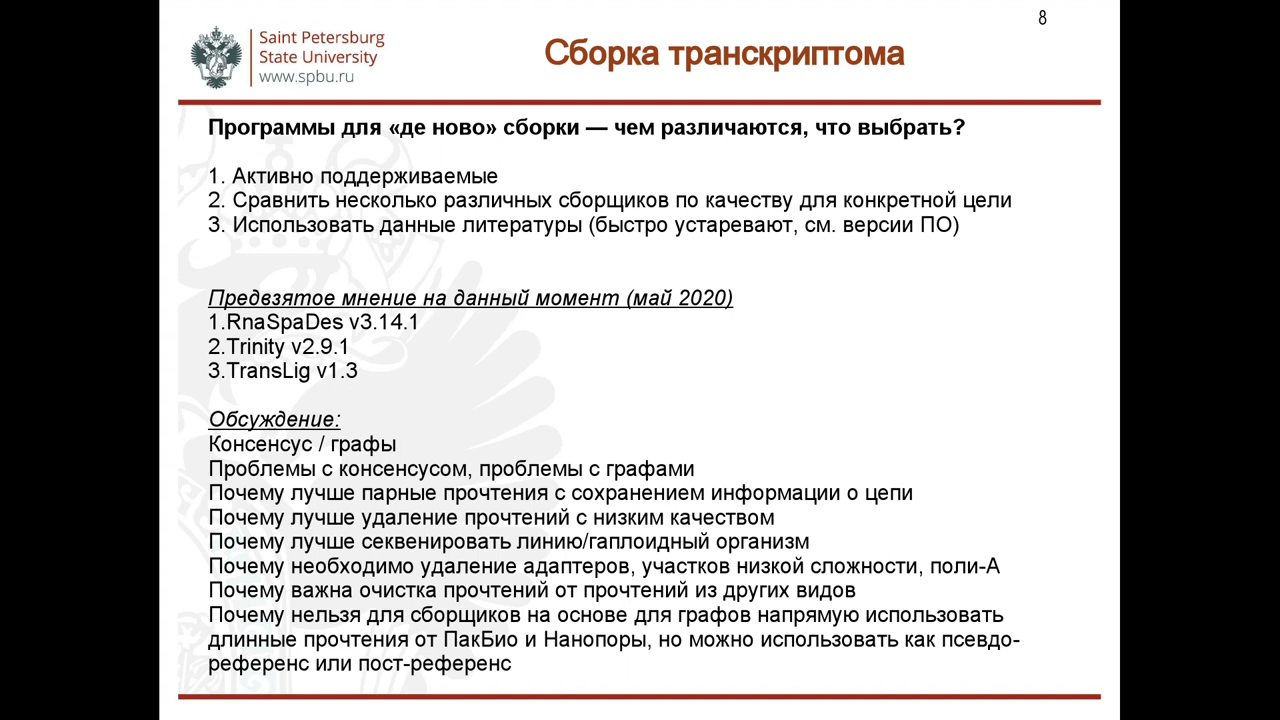 8
Saint Petersburg
State University
www.spbu.ru
Сборка транскриптома
Программы для «де ново» сборки — чем различаются, что выбрать?
1. Активно поддерживаемые
2. Сравнить несколько различных сборщиков по качеству для конкретной цели
3. Использовать данные литературы (быстро устаревают, см. версии ПО)
Предвзятое мнение на данный момент (май 2020)
1.RnaSpaDes v3.14.1
2.Trinity v2.9.1
3.TransLig v1.3
Обсуждение:
Консенсус / графы
Проблемы с консенсусом, проблемы с графами
Почему лучше парные прочтения с сохранением информации о цепи
Почему лучше удаление прочтений с низким качеством
Почему лучше секвенировать линию/гаплоидный организм
Почему необходимо удаление адаптеров, участков низкой сложности, поли-А
Почему важна очистка прочтений от прочтений из других видов
Почему нельзя для сборщиков на основе для графов напрямую использовать
длинные прочтения от ПакБио и Нанопоры, но можно использовать как псевдо-
референс или пост-референс